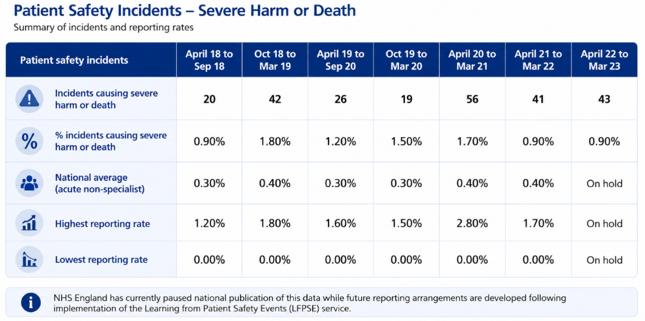 Patient Safety Incidents – Severe Harm or Death
Summary of incidents and reporting rates
Patient safety incidents April 18 to Sep 18 Oct 18 to Mar 19 April 19 to Sep 20 Oct 19 to Mar 20 April 20 to Mar 21 April 21 to Mar 22 April 22 to Mar 23
Incidents causing severe harm or death 20 42 26 19 56 41 43
% % incidents causing severe harm or death 0.90% 1.80% 1.20% 1.50% 1.70% 0.90% 0.90%
National average (acute non-specialist) 0.30% 0.40% 0.30% 0.30% 0.40% 0.40% On hold
Highest reporting rate 1.20% 1.80% 1.60% 1.50% 2.80% 1.70% On hold
Lowest reporting rate 0.00% 0.00% 0.00% 0.00% 0.00% 0.00% On hold
NHS England has currently paused national publication of this data while future reporting arrangements are developed following
implementation of the Learning from Patient Safety Events (LFPSE) service.